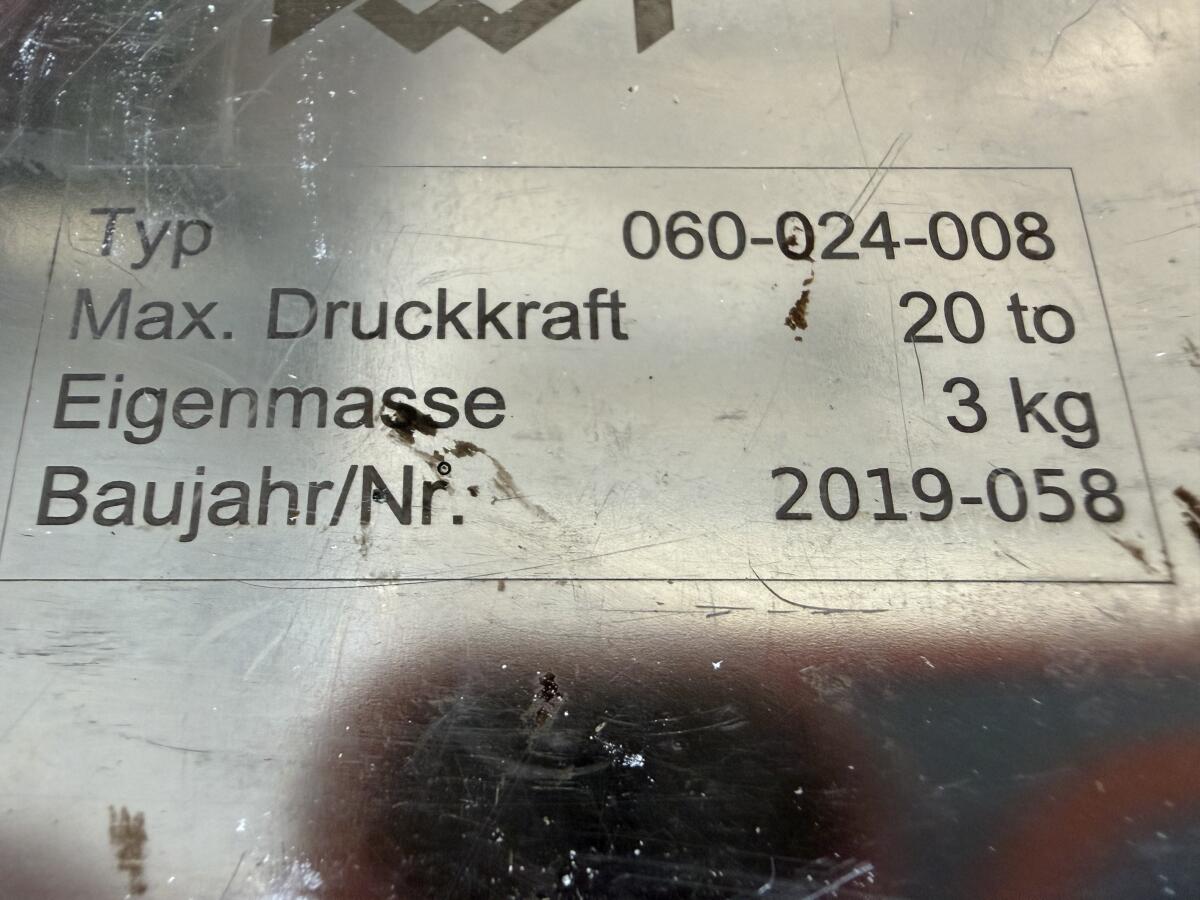 Typ 060-024-008
Max. Druckkraft 20 to
Eigenmasse 3 kg
Baujahr/Nr. 2019-058